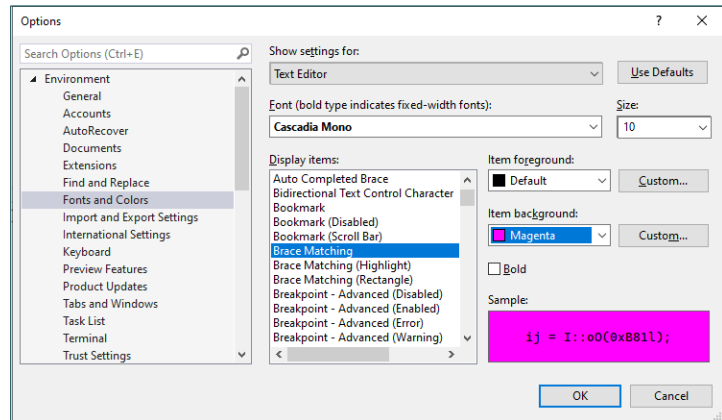 Options
?
Search Options (Ctrl+E)
Environment
General
Accounts
AutoRecover
Documents
Extensions
Find and Replace
Fonts and Colors
Import and Export Settings
International Settings
Keyboard
Preview Features
Product Updates
Tabs and Windows
Task List
Terminal
Trust Settings
Show settings for:
Text Editor
Use Defaults
Font (bold type indicates fixed-width fonts):
Size:
Cascadia Mono
10
Display items:
Auto Completed Brace
Bidirectional Text Control Character
Bookmark
Bookmark (Disabled)
Bookmark (Scroll Bar)
Brace Matching
Brace Matching (Highlight)
Brace Matching (Rectangle)
Breakpoint - Advanced (Disabled)
Breakpoint - Advanced (Enabled)
Breakpoint - Advanced (Error)
Breakpoint - Advanced (Warning)
Item foreground:
Default
Custom...
Item background:
Magenta
Custom...
Bold
Sample:
ij = I::oO(0xB81l);
OK
Cancel